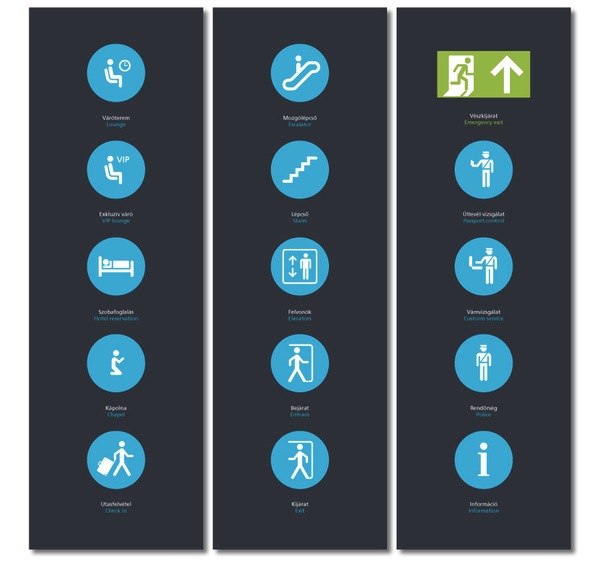 Váróterem
Lounge
VIP
Exkluzív váró
VIP lounge
Szobafoglalás
Hotel reservation
Kápolna
Chapel
Utasfelvétel
Check in
Mozgólépcső
Escalator
Lépcső
Stairs
Felvonók
Elevators
Bejárat
Entrace
Kijárat
Exit
Vészkijárat
Emergency exit
Útlevél-vizsgálat
Passport control
Vámvizsgálat
Customs service
Rendőrség
Police
i
Információ
Information